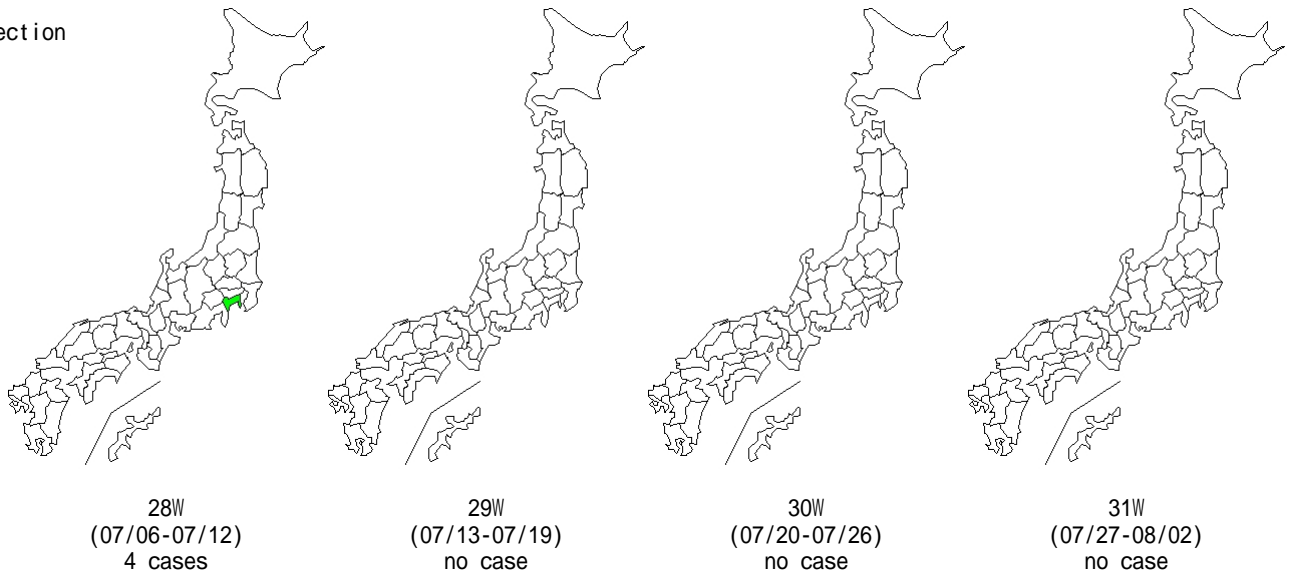 ection
28W
(07/06-07/12)
4 cases
29W
(07/13-07/19)
no case
30W
(07/20-07/26)
no case
31W
(07/27-08/02)
no case